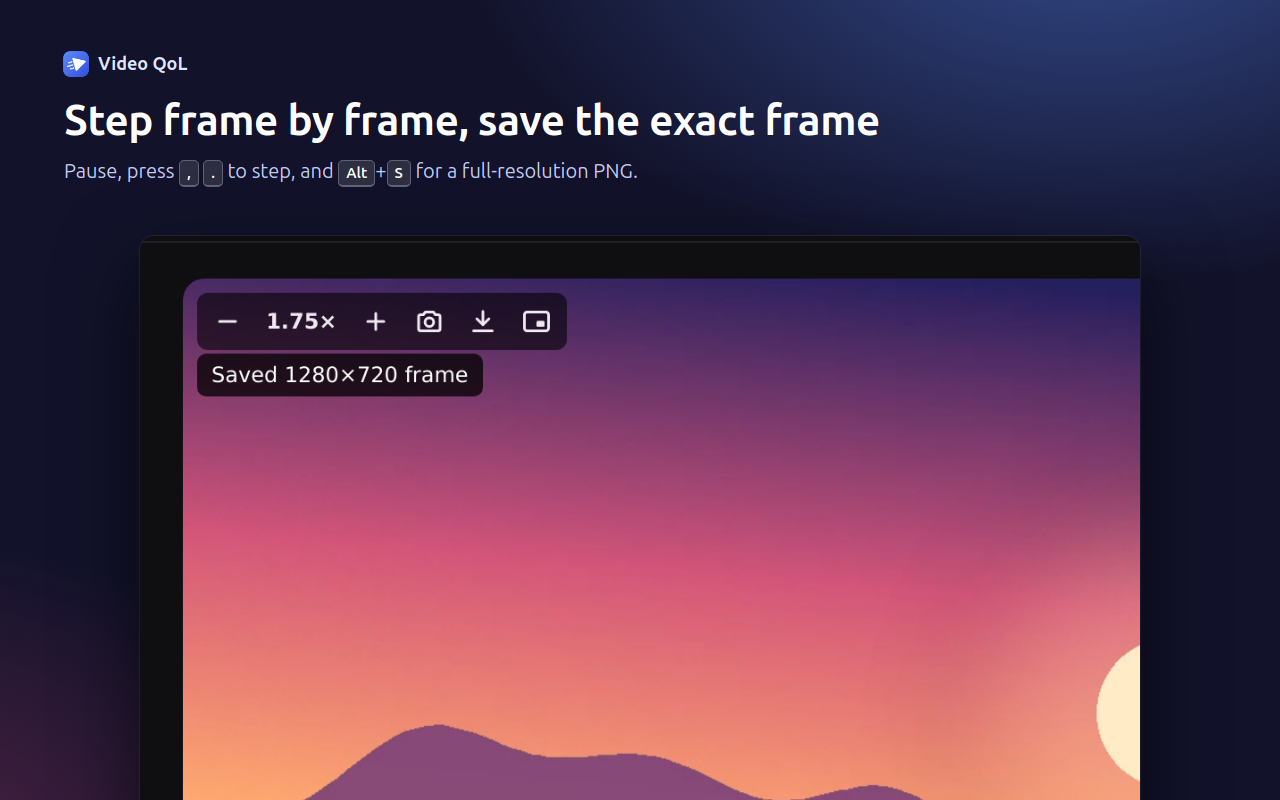 Video QoL
Step frame by frame, save the exact frame
Pause, press , . to step, and Alt+S for a full-resolution PNG.
− 1.75× +
Saved 1280×720 frame